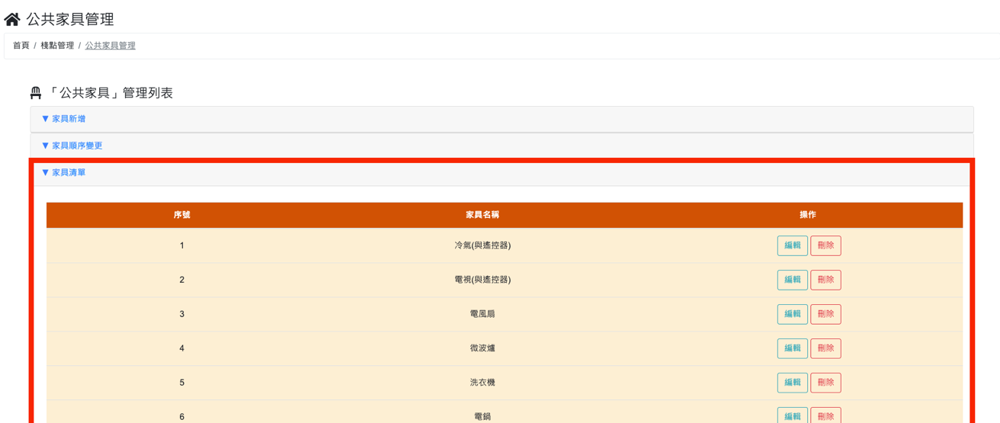 公共家具管理
首頁 / 棧點管理 / 公共家具管理
「公共家具」管理列表
▼ 家具新增
▼ 家具順序變更
▼ 家具清單
序號 家具名稱 操作
1 冷氣(與遙控器) 編輯 刪除
2 電視(與遙控器) 編輯 刪除
3 電風扇 編輯 刪除
4 微波爐 編輯 刪除
5 洗衣機 編輯 刪除
6 電鍋 編輯 刪除